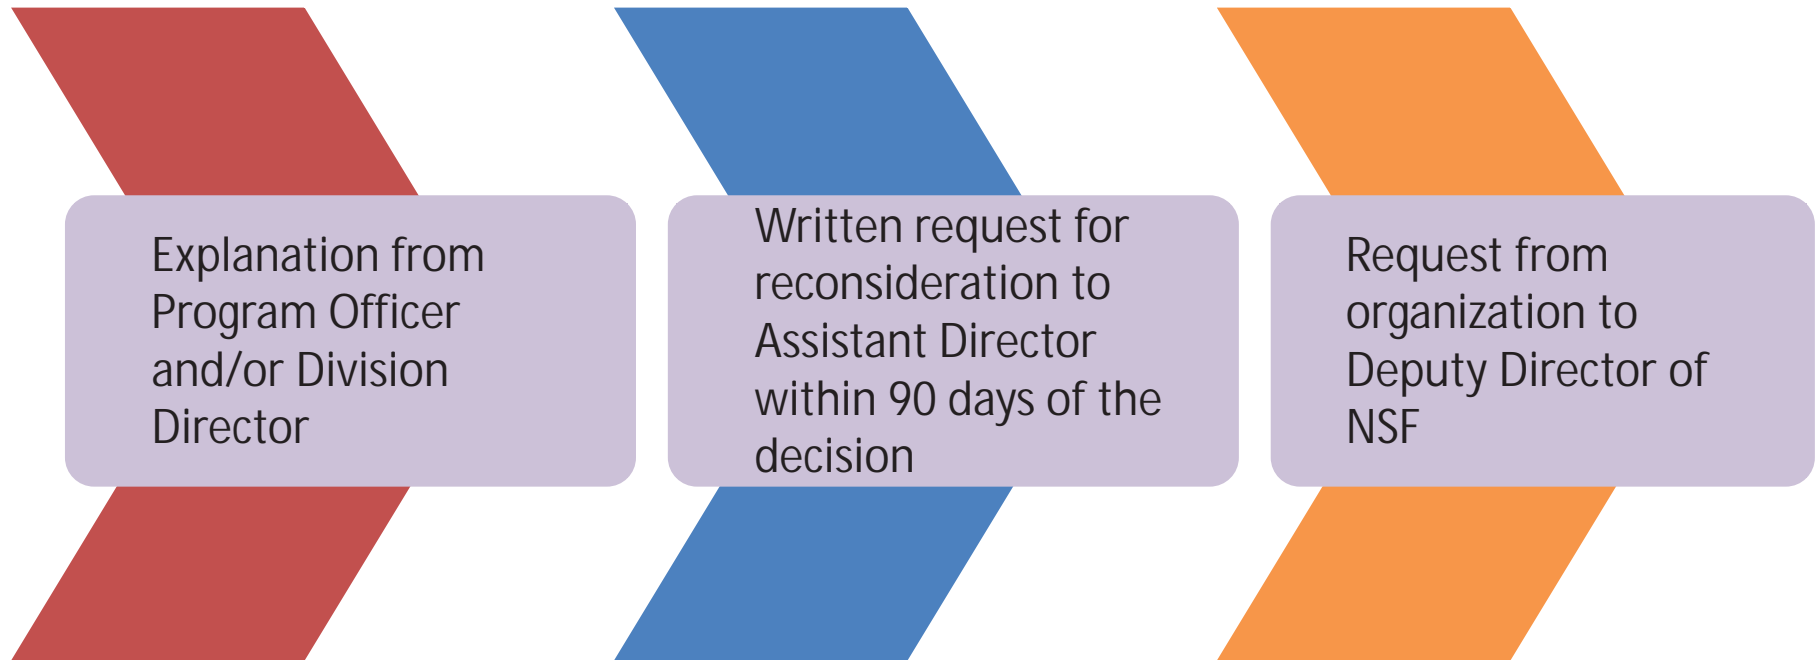 Explanation from
Program Officer
and/or Division
Director
Written request for
reconsideration to
Assistant Director
within 90 days of the
decision
Request from
organization to
Deputy Director of
NSF